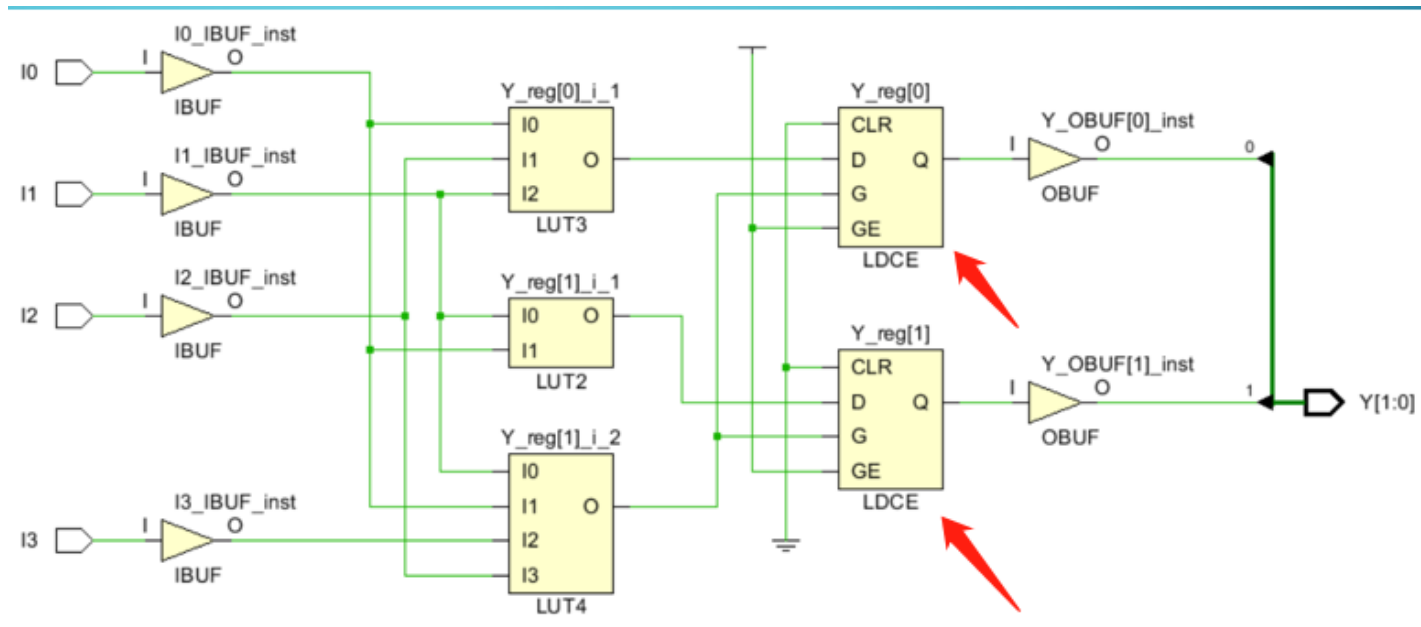 I0_IBUF_inst
I0
I
O
IBUF
I1_IBUF_inst
I1
I
O
IBUF
I2_IBUF_inst
I2
I
O
IBUF
I3_IBUF_inst
I3
I
O
IBUF
Y_reg[0]_i_1
I0
I1
O
I2
LUT3
Y_reg[1]_i_1
I0
O
I1
LUT2
Y_reg[1]_i_2
I0
I1
O
I2
I3
LUT4
Y_reg[0]
CLR
D
Q
G
GE
LDCE
Y_reg[1]
CLR
D
Q
G
GE
LDCE
Y_OBUF[0]_inst
I
O
OBUF
0
Y_OBUF[1]_inst
I
O
OBUF
1
Y[1:0]